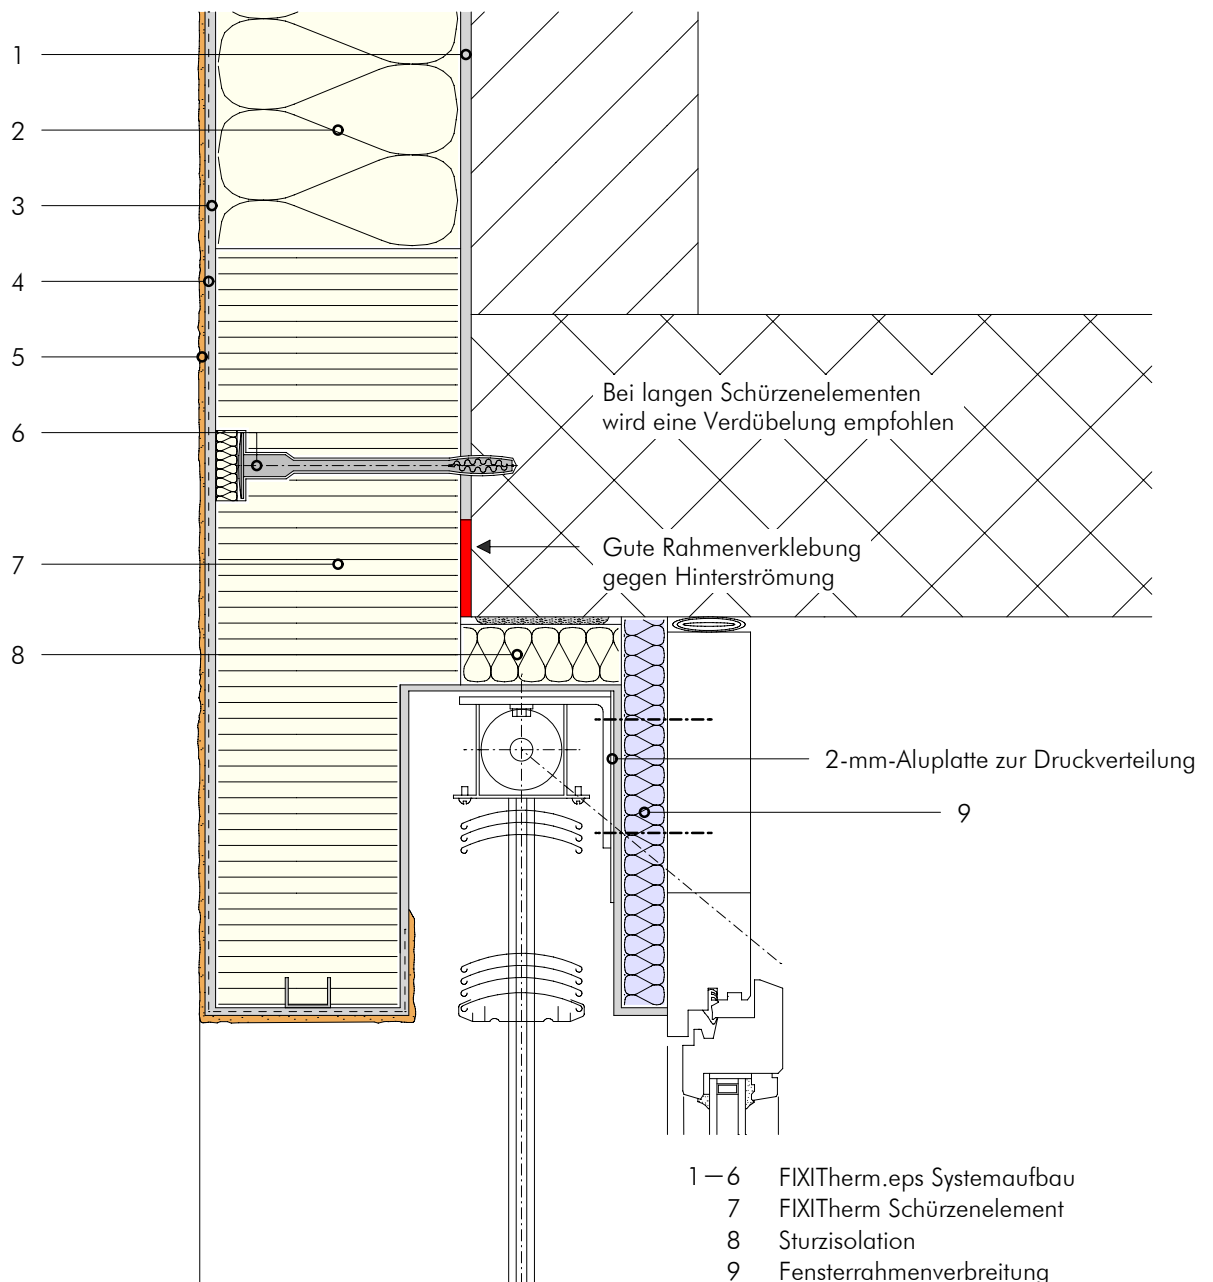 1
2
3
4
5
6
7
8
Bei langen Schürzenelementen
wird eine Verdübelung empfohlen
Gute Rahmenverklebung
gegen Hinterströmung
2-mm-Aluplatte zur Druckverteilung
9
1–6 FIXITherm.eps Systemaufbau
7 FIXITherm Schürzenelement
8 Sturzisolation
9 Fensterrahmenverbreitung